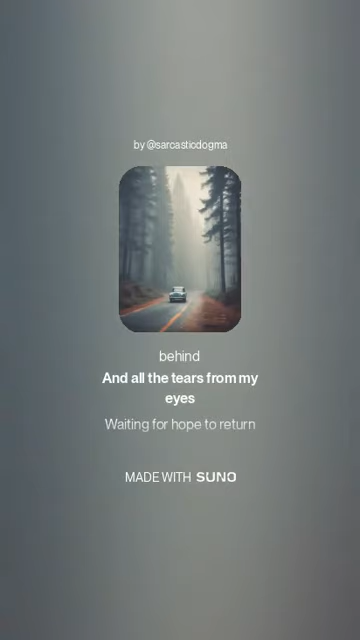 by @sarcasticdogma
behind
And all the tears from my
eyes
Waiting for hope to return
MADE WITH SUNO